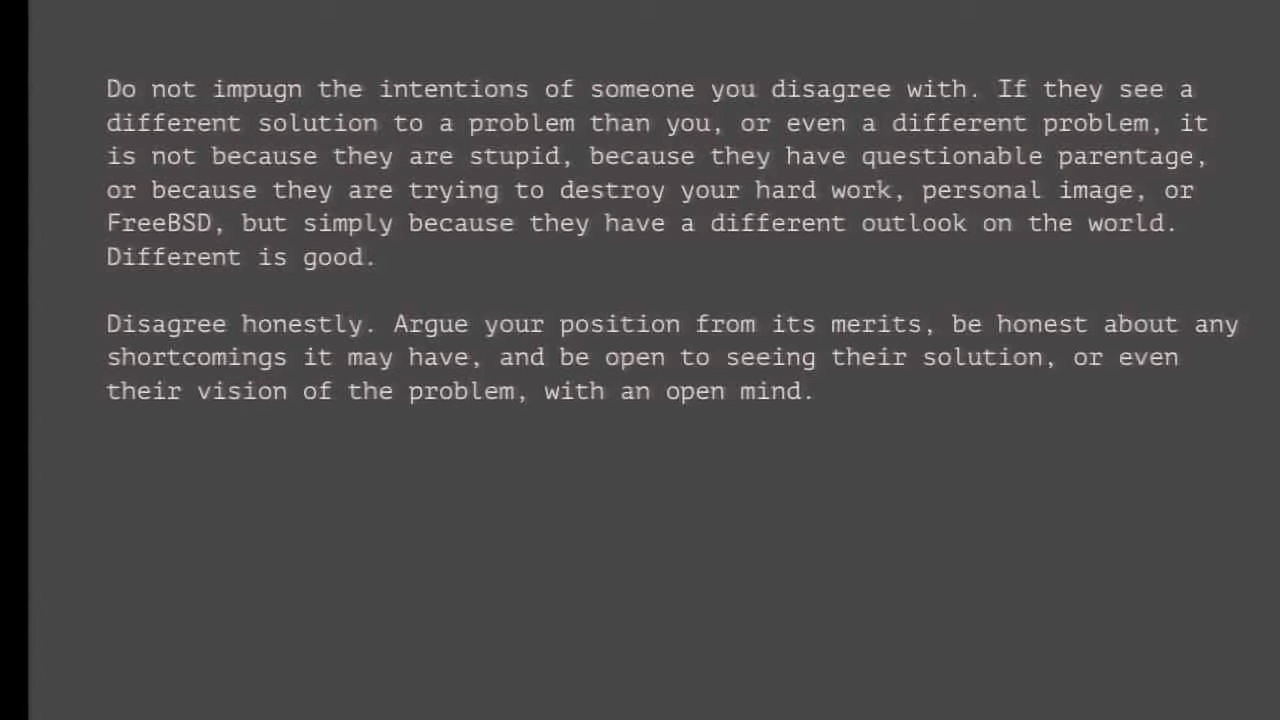 Do not impugn the intentions of someone you disagree with. If they see a
different solution to a problem than you, or even a different problem, it
is not because they are stupid, because they have questionable parentage,
or because they are trying to destroy your hard work, personal image, or
FreeBSD, but simply because they have a different outlook on the world.
Different is good.
Disagree honestly. Argue your position from its merits, be honest about any
shortcomings it may have, and be open to seeing their solution, or even
their vision of the problem, with an open mind.